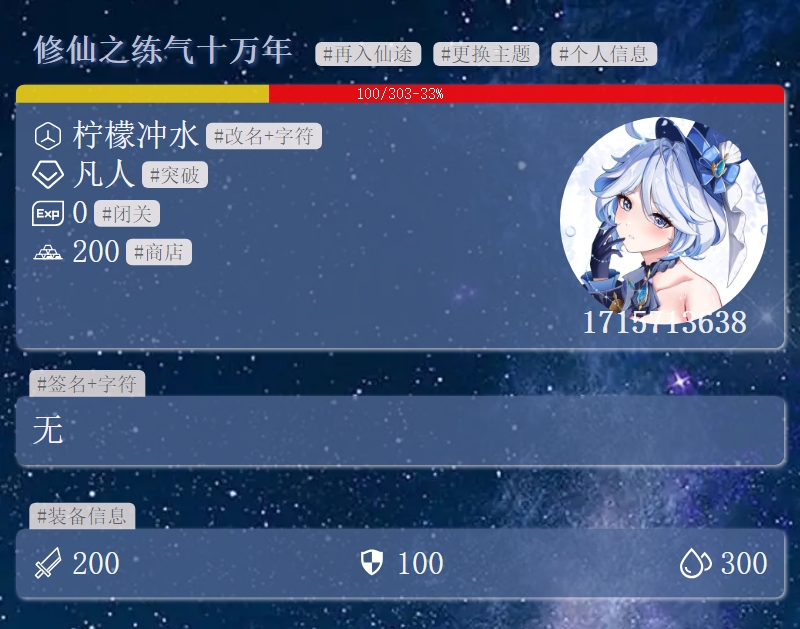 修仙之练气十万年 #再入仙途 #更换主题 #个人信息
100/303-33%
柠檬冲水 #改名+字符
凡人 #突破
Exp 0 #闭关
200 #商店
1715713638
#签名+字符
无
#装备信息
200 100 300